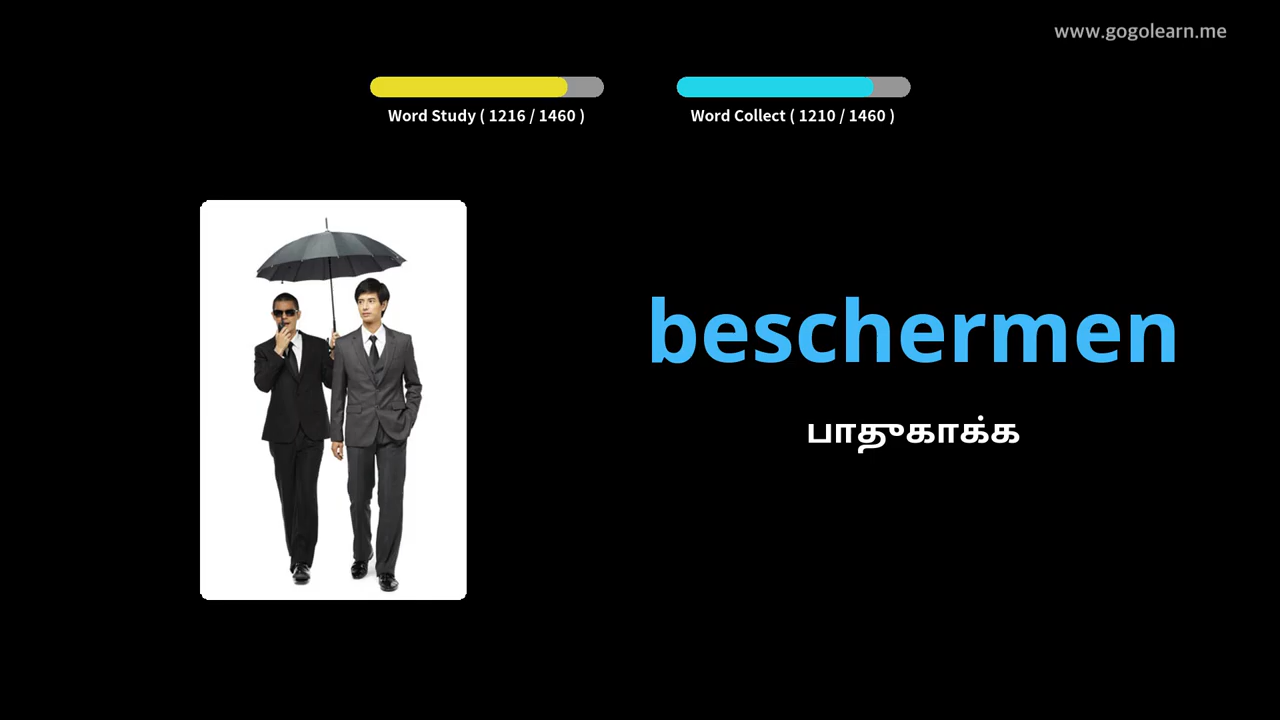 www.gogolearn.me
Word Study ( 1216 / 1460 )
Word Collect ( 1210 / 1460 )
beschermen
பாதுகாக்க